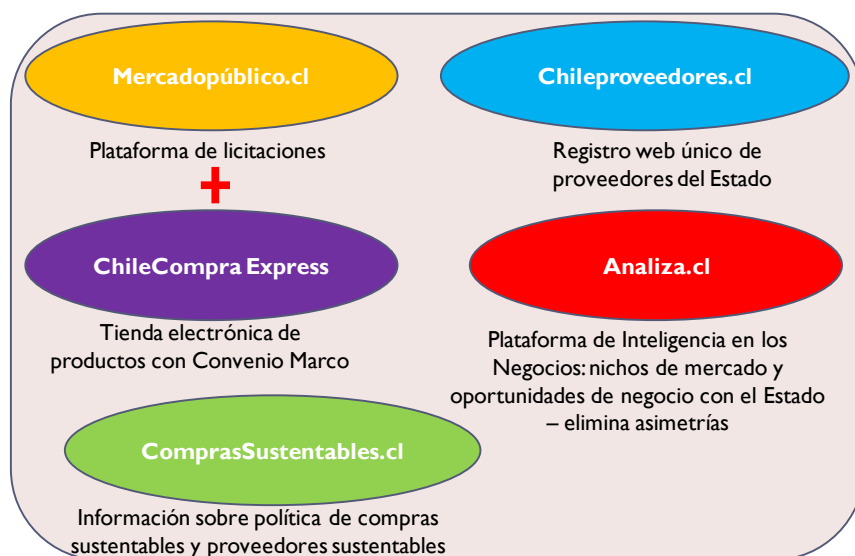 Mercadopúblico.cl
Plataforma de licitaciones
+
ChileCompra Express
Tienda electrónica de
productos con Convenio Marco
Chileproveedores.cl
Registro web único de
proveedores del Estado
Analiza.cl
Plataforma de Inteligencia en los
Negocios: nichos de mercado y
oportunidades de negocio con el Estado
– elimina asimetrías
ComprasSustentables.cl
Información sobre política de compras
sustentables y proveedores sustentables